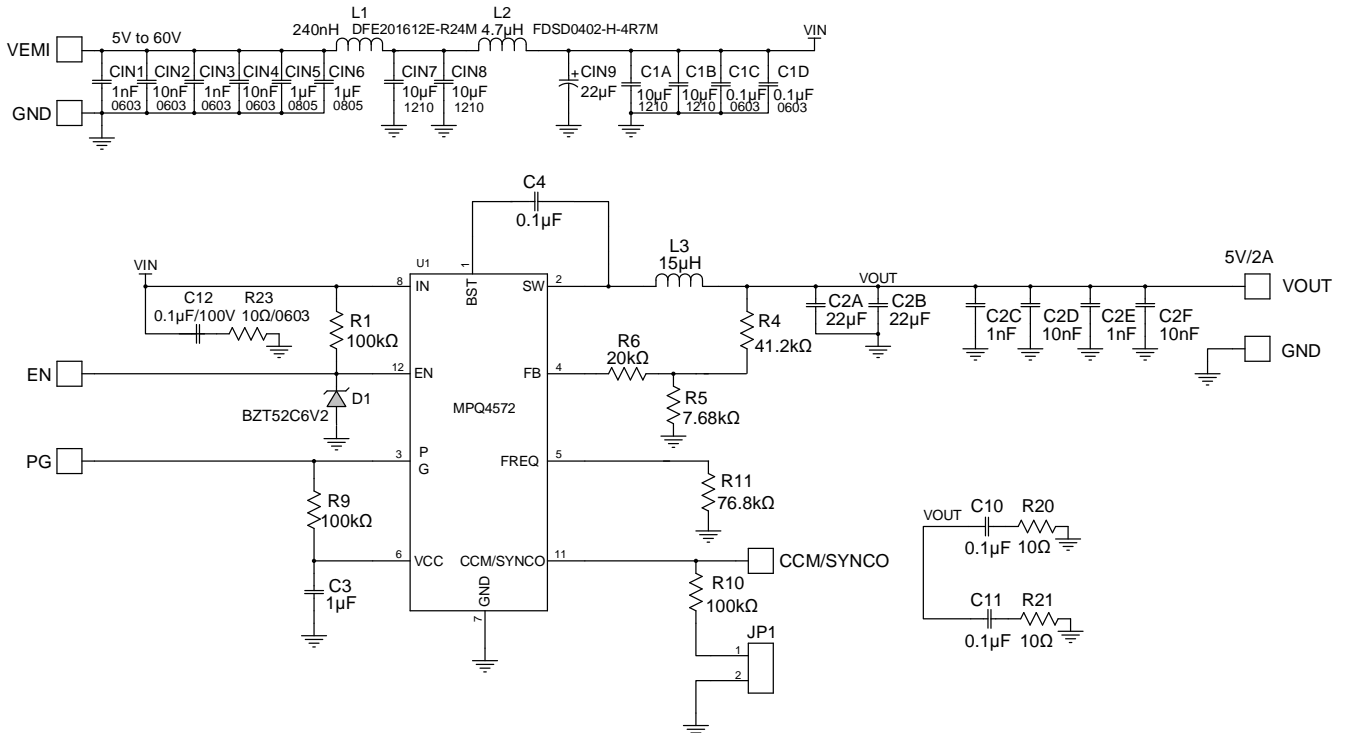 L1
L2
240nH DFE201612E-R24M 4.7µH FDSD0402-H-4R7M
VEMI
5V to 60V
VIN
CIN1
1nF
0603
CIN2
10nF
0603
CIN3
1nF
0603
CIN4
10nF
0603
CIN5
1µF
0805
CIN6
1µF
0805
CIN7
10µF
1210
CIN8
10µF
1210
+
CIN9
22µF
C1A
10µF
1210
C1B
10µF
1210
C1C
0.1µF
0603
C1D
0.1µF
0603
GND
C4
0.1µF
VIN
U1
8
IN
1
BST
SW
2
L3
15µH
VOUT
5V/2A
VOUT
C12
0.1µF/100V
R23
10Ω/0603
R1
100kΩ
C2A
22µF
C2B
22µF
C2C
1nF
C2D
10nF
C2E
1nF
C2F
10nF
GND
R4
41.2kΩ
R6
20kΩ
EN
12
EN
FB
4
D1
BZT52C6V2
R5
7.68kΩ
MPQ4572
PG
3
P
G
FREQ
5
R9
100kΩ
R11
76.8kΩ
6
VCC
CCM/SYNCO
11
CCM/SYNCO
C3
1µF
GND
7
R10
100kΩ
JP1
1
2
VOUT
C10
0.1µF
R20
10Ω
C11
0.1µF
R21
10Ω